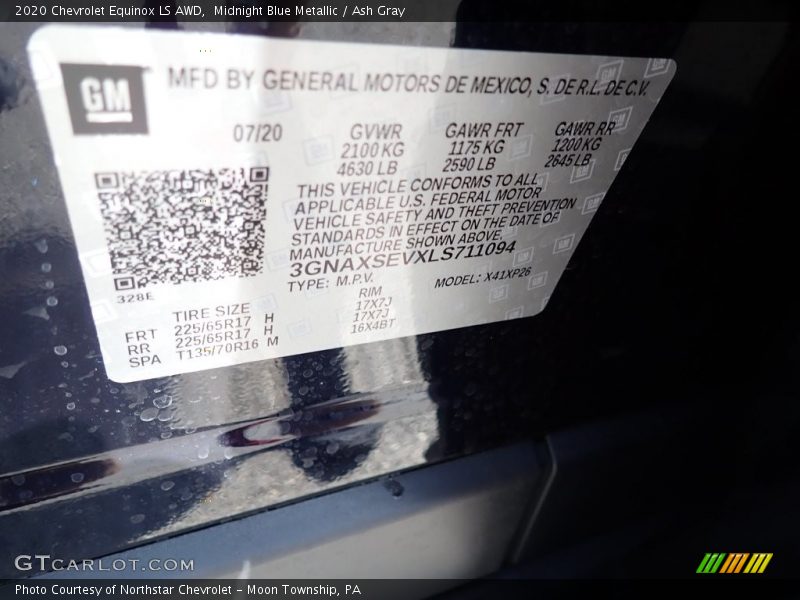 2020 Chevrolet Equinox LS AWD,  Midnight Blue Metallic / Ash Gray
GM
MFD BY GENERAL MOTORS DE MEXICO, S. DE R.L. DE C.V.
07/20 GVWR GAWR FRT GAWR RR
2100 KG 1175 KG 1200 KG
4630 LB 2590 LB 2645 LB
THIS VEHICLE CONFORMS TO ALL
APPLICABLE U.S. FEDERAL MOTOR
VEHICLE SAFETY AND THEFT PREVENTION
STANDARDS IN EFFECT ON THE DATE OF
MANUFACTURE SHOWN ABOVE.
3GNAXSEVXLS711094
TYPE: M.P.V. MODEL: X41XP26
328E
TIRE SIZE RIM
FRT 225/65R17 H 17X7J
RR 225/65R17 H 17X7J
SPA T135/70R16 M 16X4BT
GTCARLOT.COM
Photo Courtesy of Northstar Chevrolet – Moon Township, PA